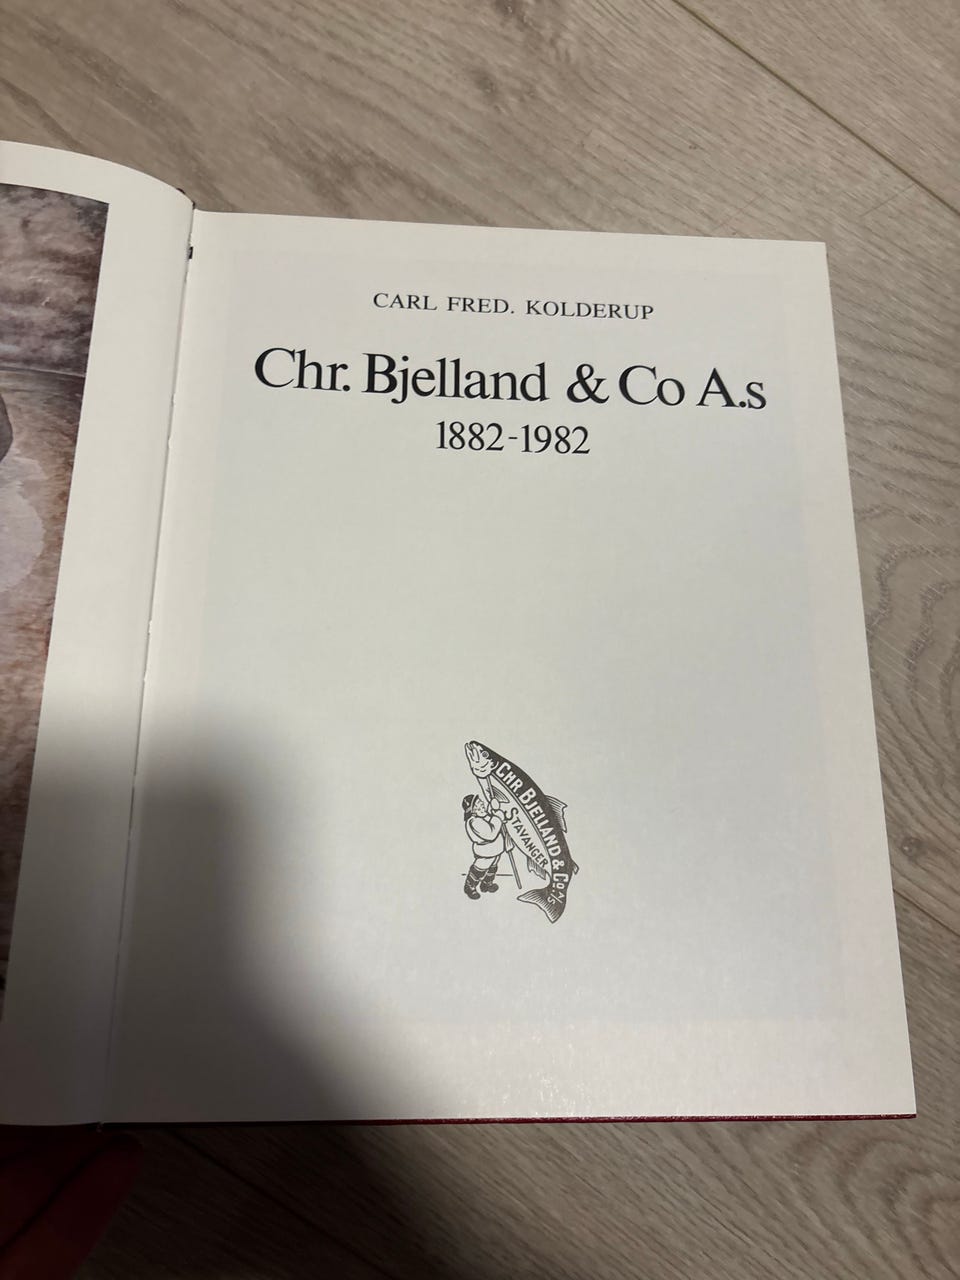 CARL FRED. KOLDERUP
Chr. Bjelland & Co A.s
1882-1982
CHR. BJELLAND & Co. A/S
STAVANGER